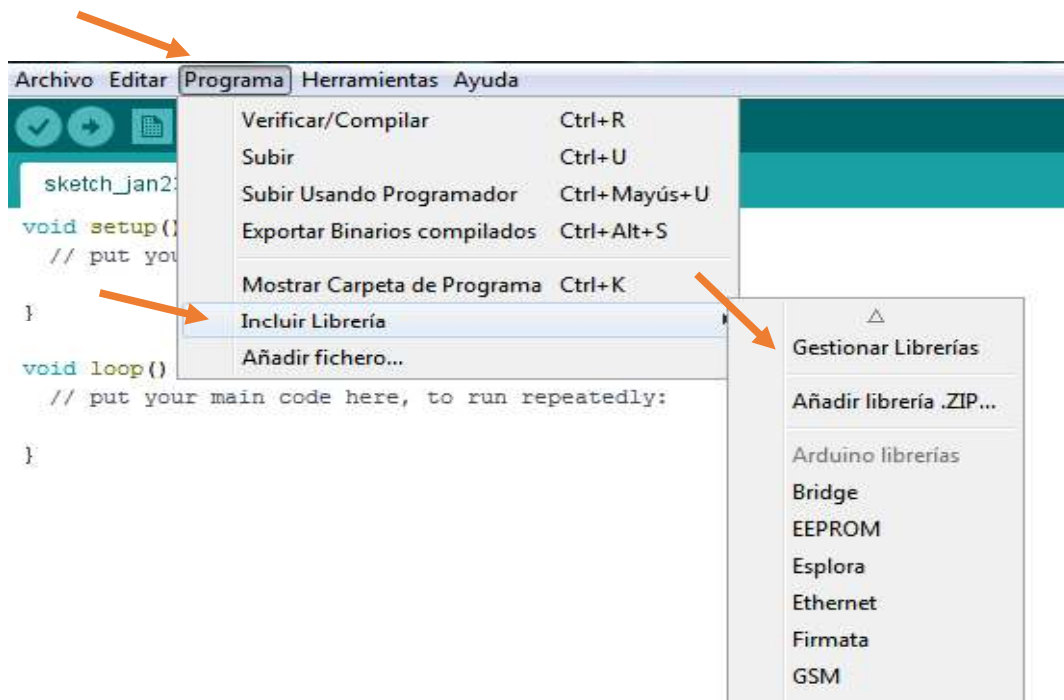 Archivo Editar Programa Herramientas Ayuda
Verificar/Compilar Ctrl+R
Subir Ctrl+U
Subir Usando Programador Ctrl+Mayús+U
Exportar Binarios compilados Ctrl+Alt+S
Mostrar Carpeta de Programa Ctrl+K
Incluir Librería
Añadir fichero...
Gestionar Librerías
Añadir librería .ZIP...
Arduino librerías
Bridge
EEPROM
Esplora
Ethernet
Firmata
GSM
sketch_jan2
void setup()
// put you
}
void loop()
// put your main code here, to run repeatedly:
}